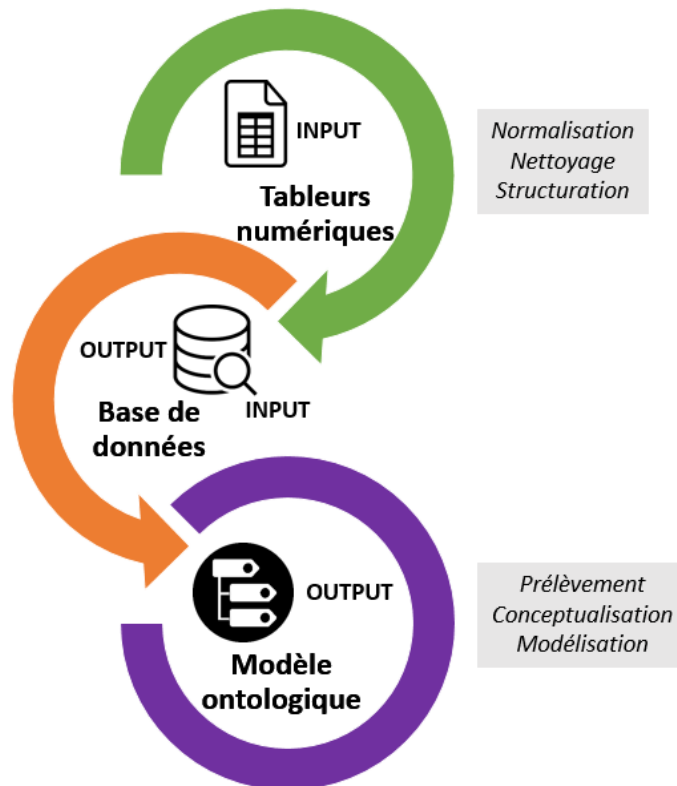 INPUT
Tableurs
numériques
Normalisation
Nettoyage
Structuration
OUTPUT
INPUT
Base de
données
OUTPUT
Modèle
ontologique
Prélèvement
Conceptualisation
Modélisation